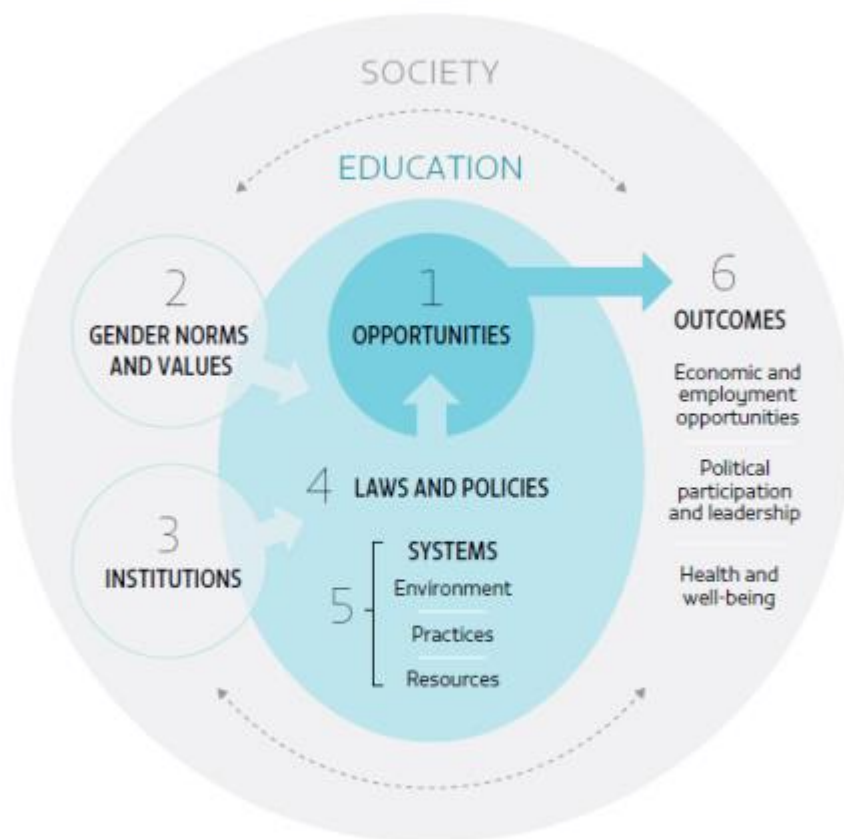 SOCIETY
EDUCATION
2
GENDER NORMS
AND VALUES
1
OPPORTUNITIES
6
OUTCOMES
Economic and
employment
opportunities
Political
participation
and leadership
Health and
well-being
3
INSTITUTIONS
4 LAWS AND POLICIES
5
SYSTEMS
Environment
Practices
Resources